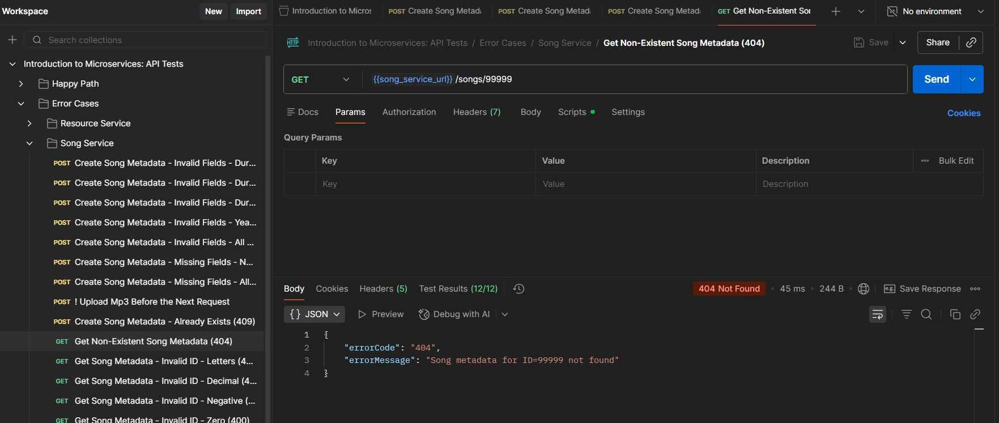 Workspace
New
Import
Introduction to Micros
POST Create Song Metada
POST Create Song Metada
POST Create Song Metada
GET Get Non-Existent Son
No environment
Search collections
HTTP
Introduction to Microservices: API Tests / Error Cases / Song Service / Get Non-Existent Song Metadata (404)
Save
Share
Introduction to Microservices: API Tests
Happy Path
Error Cases
Resource Service
Song Service
POST Create Song Metadata - Invalid Fields - Dur...
POST Create Song Metadata - Invalid Fields - Dur...
POST Create Song Metadata - Invalid Fields - Dur...
POST Create Song Metadata - Invalid Fields - Yea...
POST Create Song Metadata - Invalid Fields - All ...
POST Create Song Metadata - Missing Fields - N...
POST Create Song Metadata - Missing Fields - All...
POST ! Upload Mp3 Before the Next Request
POST Create Song Metadata - Already Exists (409)
GET Get Non-Existent Song Metadata (404)
GET Get Song Metadata - Invalid ID - Letters (4...
GET Get Song Metadata - Invalid ID - Decimal (4...
GET Get Song Metadata - Invalid ID - Negative (...
GET Get Song Metadata - Invalid ID - Zero (400)
GET
{{song_service_url}}/songs/99999
Send
Docs
Params
Authorization
Headers (7)
Body
Scripts
Settings
Cookies
Query Params
Key
Value
Description
Bulk Edit
Key
Value
Description
Body
Cookies
Headers (5)
Test Results (12/12)
404 Not Found
45 ms
244 B
e.g.
Save Response
{} JSON
Preview
Debug with AI
1 {
2 "errorCode": "404",
3 "errorMessage": "Song metadata for ID=99999 not found"
4 }